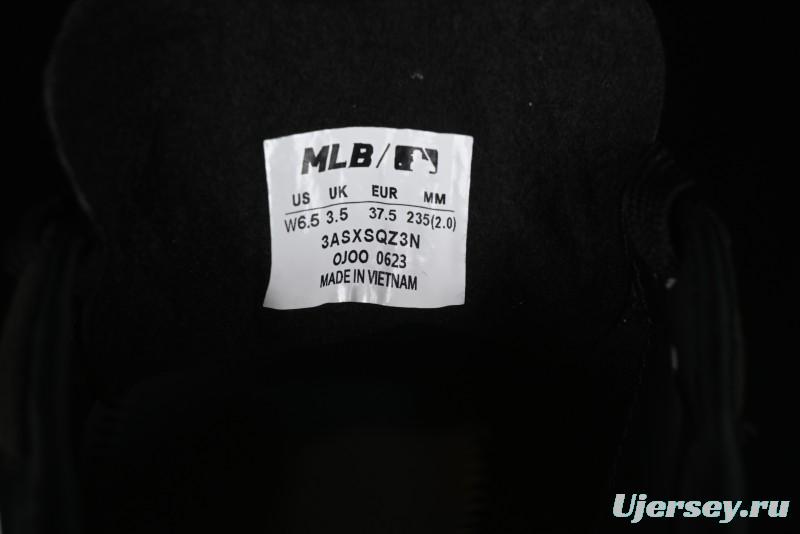 MLB/
US UK EUR MM
W6.5 3.5 37.5 235(2.0)
3ASXSQZ3N
OJOO 0623
MADE IN VIETNAM
Ujersey.ru